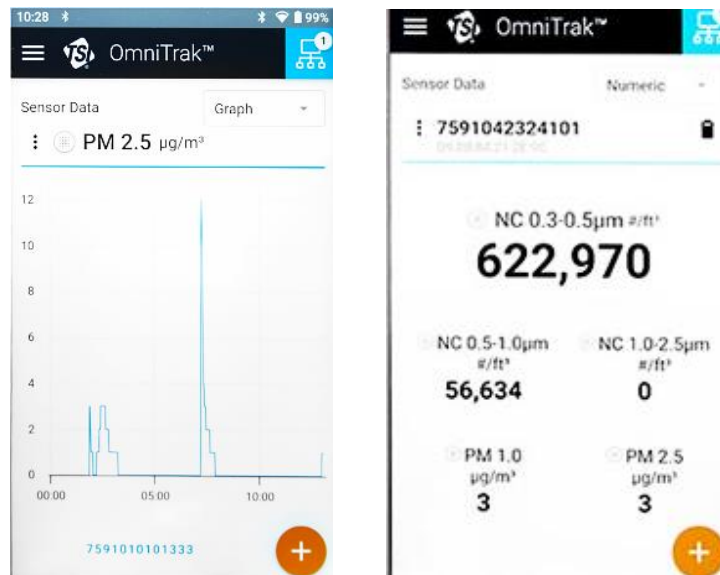 10:28
99%
TSI OmniTrak™
1
Sensor Data
Graph
PM 2.5 µg/m³
12
10
8
6
4
2
0
00:00
05:00
10:00
7591010101333
+
TSI OmniTrak™
Sensor Data
Numeric
7591042324101
NC 0.3-0.5µm #/ft³
622,970
NC 0.5-1.0µm
NC 1.0-2.5µm
#/ft³
#/ft³
56,634
0
PM 1.0
PM 2.5
µg/m³
µg/m³
3
3
+